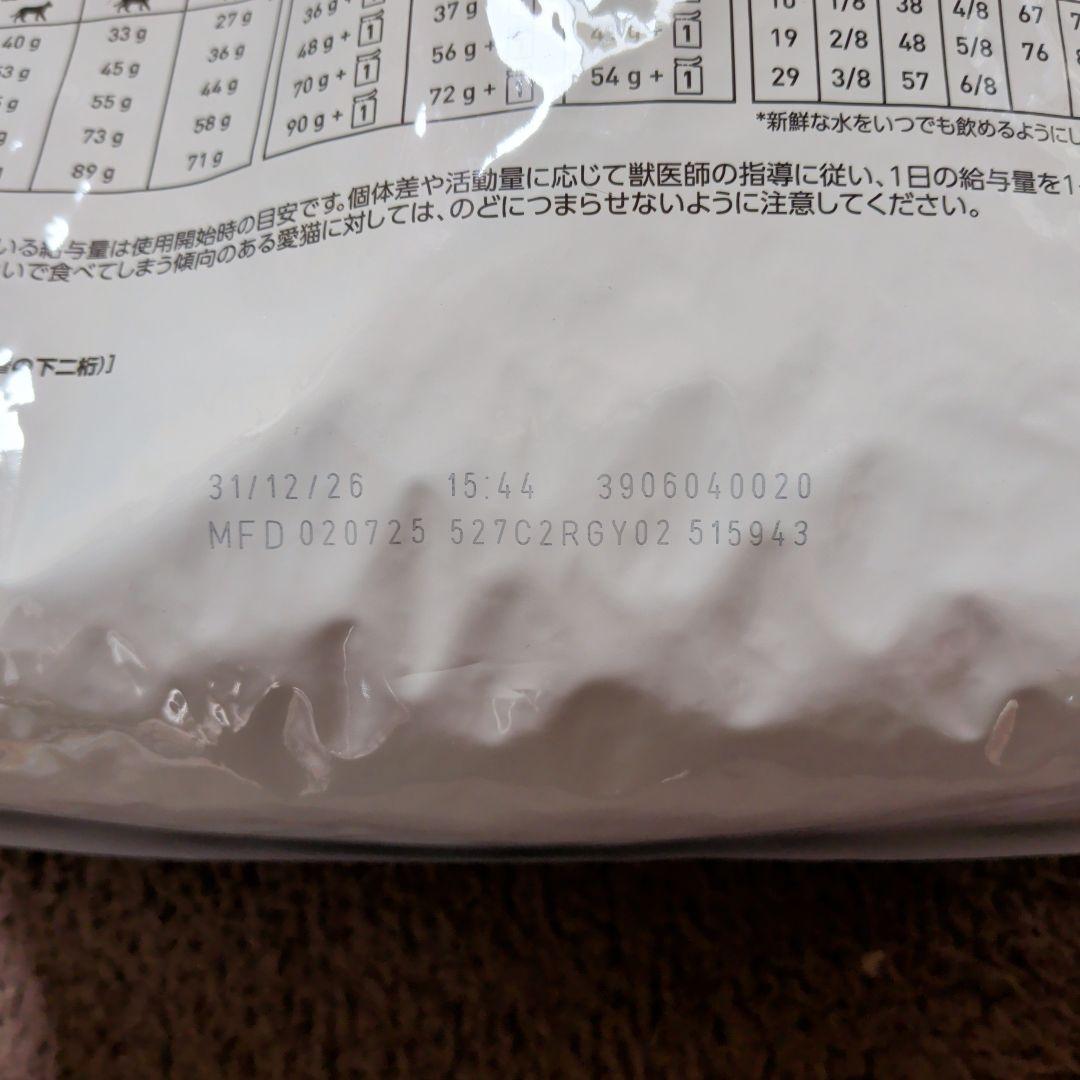 27 g
36 g +
37 g
1/8 38 4/8 67
40 g 33 g 36 g 48 g + 1 56 g + 1 19 2/8 48 5/8 76
45 g 44 g 70 g + 1 72 g + 54 g + 1 29 3/8 57 6/8
55 g 58 g 90 g + 1
73 g 71 g
89 g
*新鮮な水をいつでも飲めるようにし
いる給与量は使用開始時の目安です。個体差や活動量に応じて獣医師の指導に従い、1日の給与量を1
いで食べてしまう傾向のある愛猫に対しては、のどにつまらせないように注意してください。
の下二桁)]
31/12/26 15:44 3906040020
MFD 020725 527C2RGY02 515943